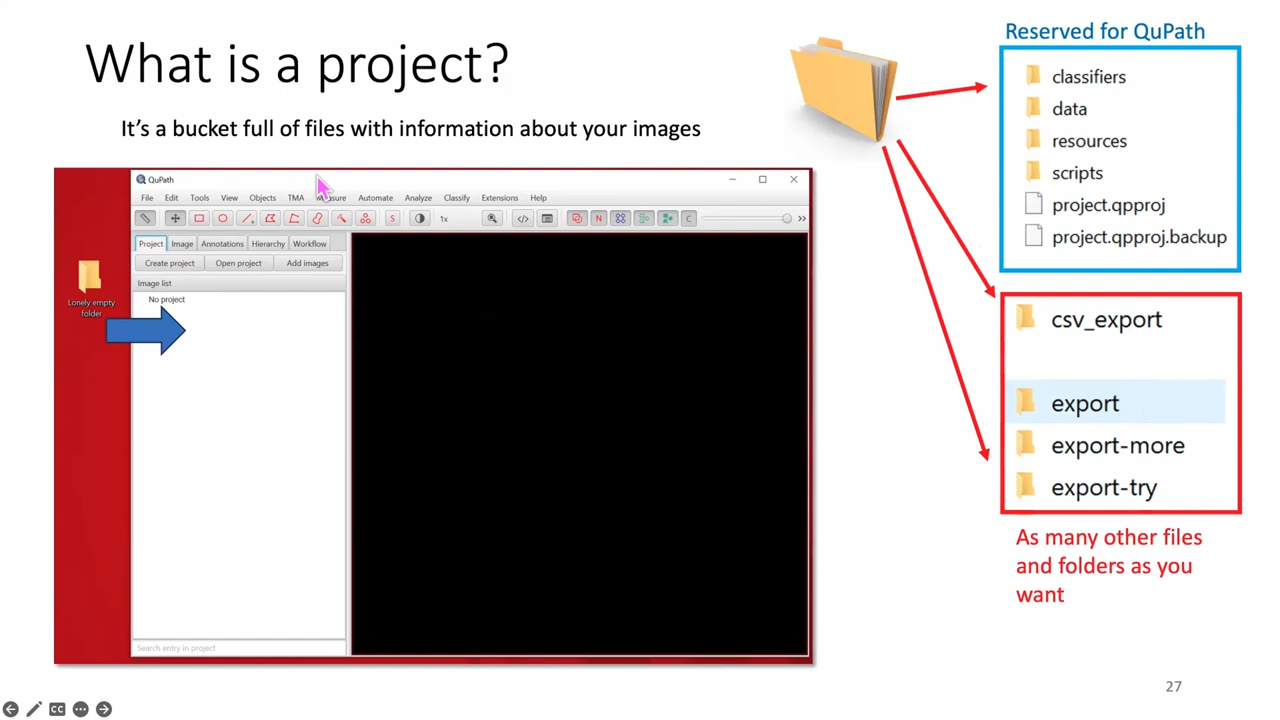 What is a project?
It's a bucket full of files with information about your images
Reserved for QuPath
classifiers
data
resources
scripts
project.qpproj
project.qpproj.backup
csv_export
export
export-more
export-try
As many other files
and folders as you
want
Lonely empty
folder
QuPath
File Edit Tools View Objects TMA Automate Analyze Classify Extensions Help
S 1x N C
Project Image Annotations Hierarchy Workflow
Create project Open project Add images
Image list
No project
Search entry in project
27
CC